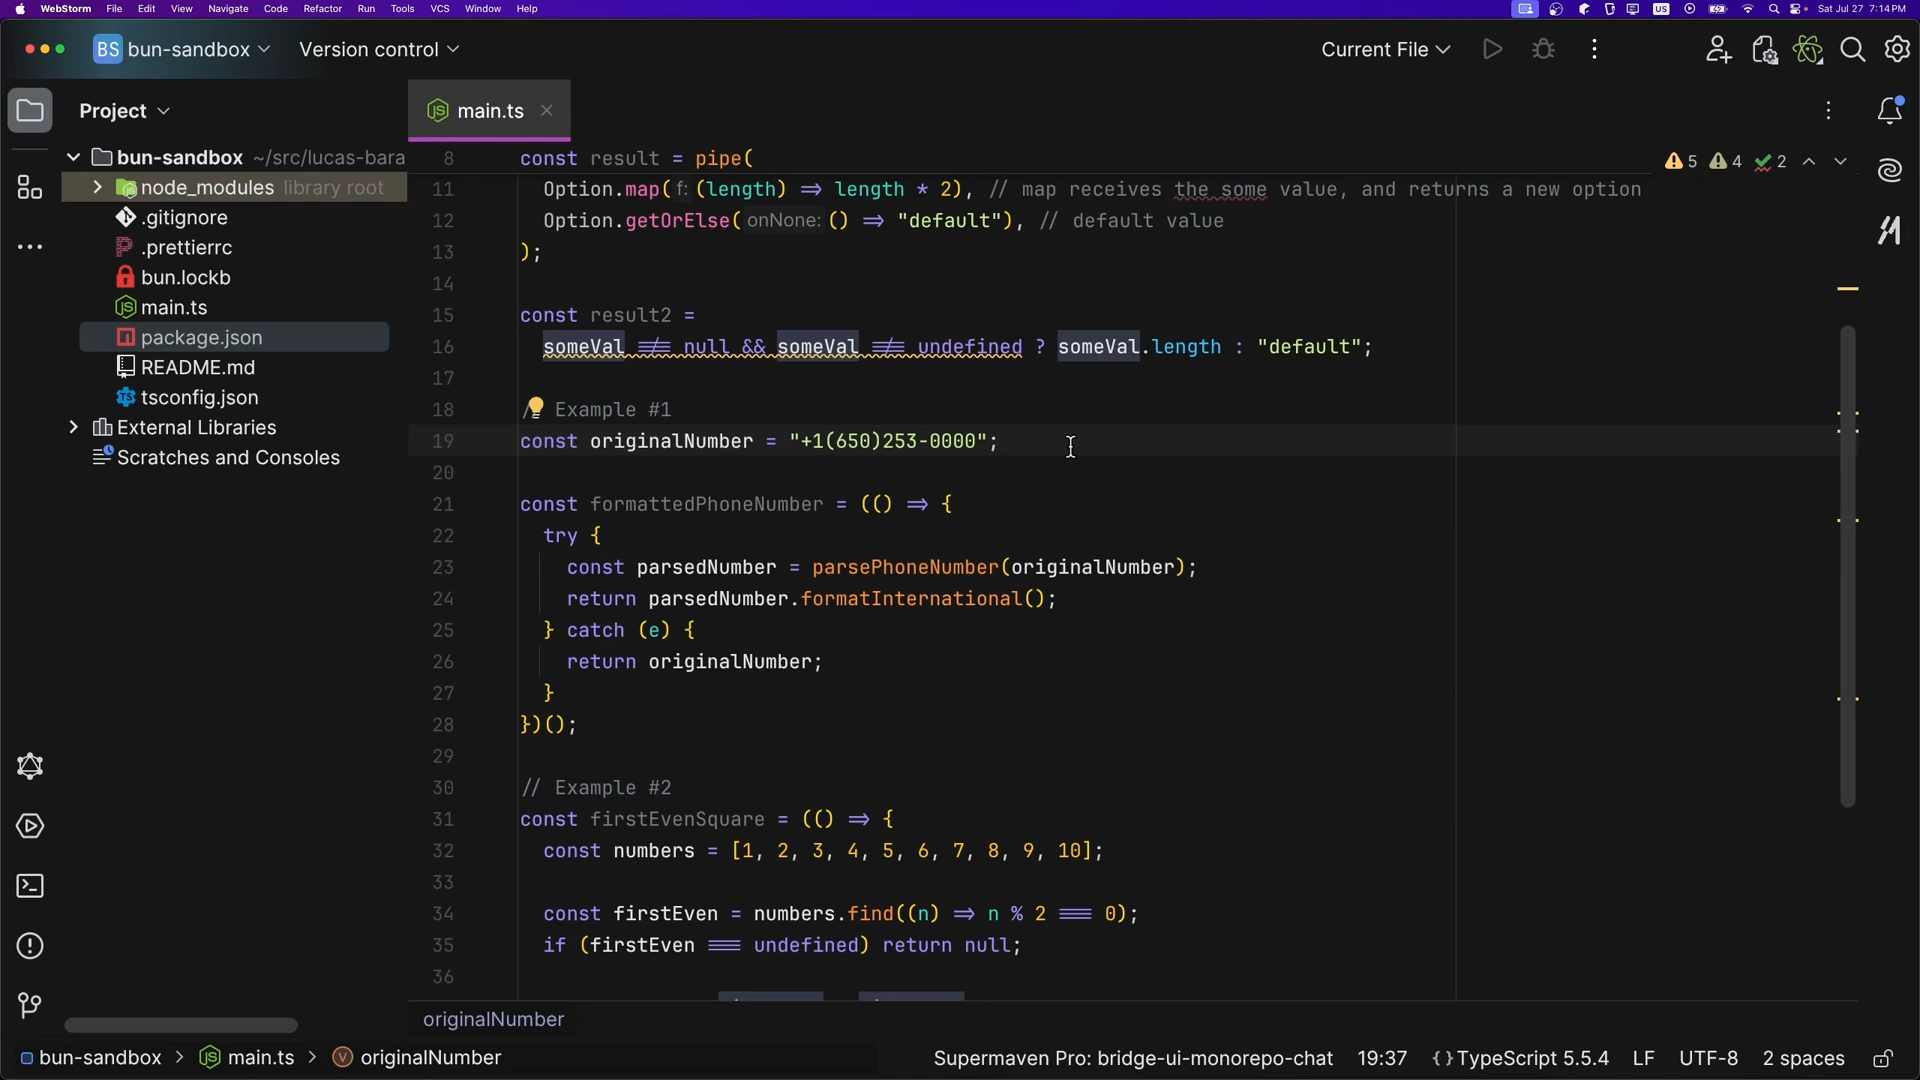 WebStorm File Edit View Navigate Code Refactor Run Tools VCS Window Help US Sat Jul 27 7:14 PM
BS bun-sandbox Version control Current File
Project main.ts
bun-sandbox ~/src/lucas-bara
node_modules library root
.gitignore
.prettierrc
bun.lockb
main.ts
package.json
README.md
tsconfig.json
External Libraries
Scratches and Consoles
5 4 2
8 const result = pipe(
11 Option.map( f: (length) => length * 2), // map receives the some value, and returns a new option
12 Option.getOrElse( onNone: () => "default"), // default value
13 );
14
15 const result2 =
16 someVal !== null && someVal !== undefined ? someVal.length : "default";
17
18 / Example #1
19 const originalNumber = "+1(650)253-0000";
20
21 const formattedPhoneNumber = (() => {
22 try {
23 const parsedNumber = parsePhoneNumber(originalNumber);
24 return parsedNumber.formatInternational();
25 } catch (e) {
26 return originalNumber;
27 }
28 })();
29
30 // Example #2
31 const firstEvenSquare = (() => {
32 const numbers = [1, 2, 3, 4, 5, 6, 7, 8, 9, 10];
33
34 const firstEven = numbers.find((n) => n % 2 === 0);
35 if (firstEven === undefined) return null;
36
originalNumber
bun-sandbox > main.ts > V originalNumber Supermaven Pro: bridge-ui-monorepo-chat 19:37 {} TypeScript 5.5.4 LF UTF-8 2 spaces